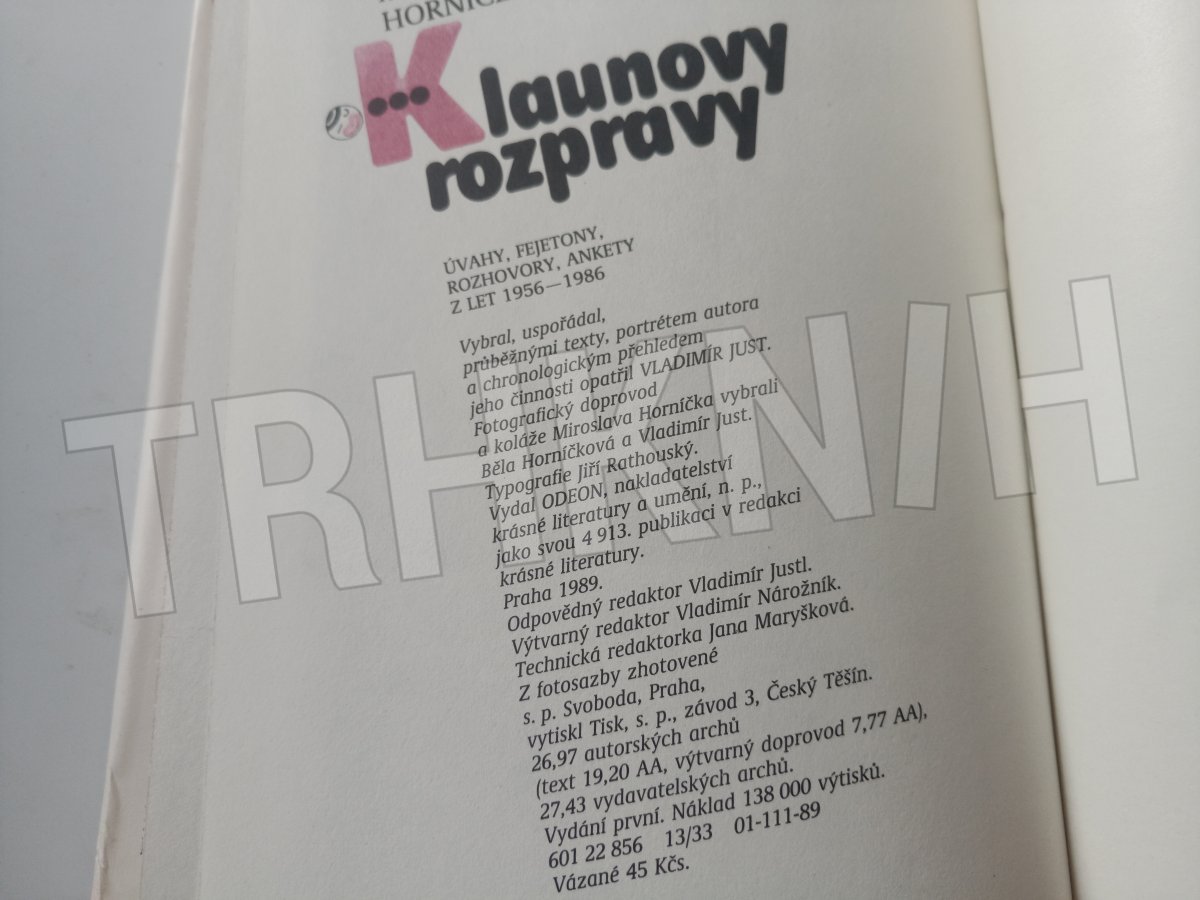 Klaunovy
rozpravy
ÚVAHY, FEJETONY,
ROZHOVORY, ANKETY
Z LET 1956—1986
Vybral, uspořádal,
průběžnými texty, portrétem autora
a chronologickým přehledem
jeho činnosti opatřil VLADIMÍR JUST.
Fotografický doprovod
a koláže Miroslava Horníčka vybrali
Běla Horníčková a Vladimír Just.
Typografie Jiří Rathouský.
Vydal ODEON, nakladatelství
krásné literatury a umění, n. p.,
jako svou 4 913. publikaci v redakci
krásné literatury.
Praha 1989.
Odpovědný redaktor Vladimír Justl.
Výtvarný redaktor Vladimír Nárožník.
Technická redaktorka Jana Maryšková.
Z fotosazby zhotovené
s. p. Svoboda, Praha,
vytiskl Tisk, s. p., závod 3, Český Těšín.
26,97 autorských archů
(text 19,20 AA, výtvarný doprovod 7,77 AA),
27,43 vydavatelských archů.
Vydání první. Náklad 138 000 výtisků.
601 22 856 13/33 01-111-89
Vázané 45 Kčs.
TRHKNIH